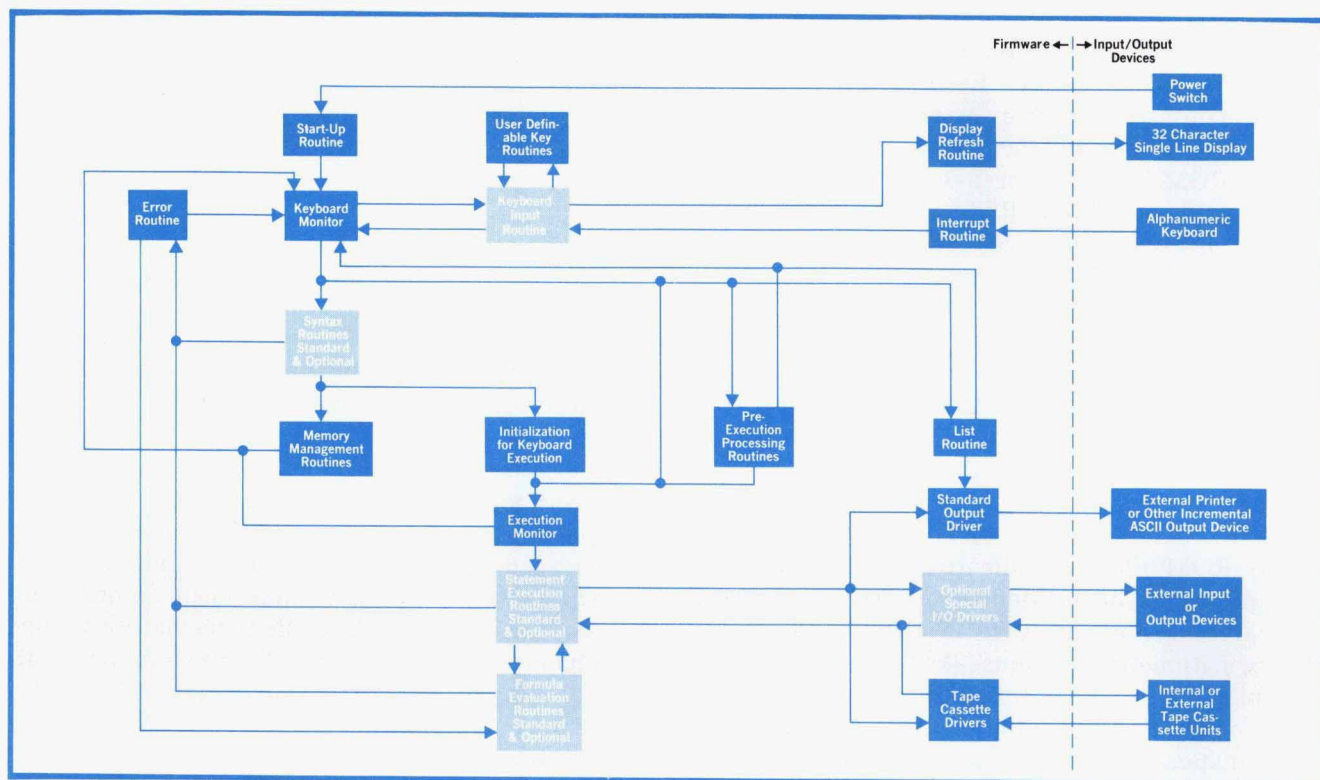 Firmware
Input/Output
Devices
Power
Switch
Start-Up
Routine
User Defin-
able Key
Routines
Display
Refresh
Routine
32 Character
Single Line Display
Error
Routine
Keyboard
Monitor
Keyboard
Input
Routine
Interrupt
Routine
Alphanumeric
Keyboard
Syntax
Routines
Standard
& Optional
Memory
Management
Routines
Initialization
for Keyboard
Execution
Pre-
Execution
Processing
Routines
List
Routine
Execution
Monitor
Standard
Output
Driver
External Printer
or Other Incremental
ASCII Output Device
Statement
Execution
Routines
Standard
& Optional
Optional
Special
I/O Drivers
External Input
or
Output Devices
Formula
Evaluation
Routines
Standard
& Optional
Tape
Cassette
Drivers
Internal or
External
Tape Cas-
sette Units